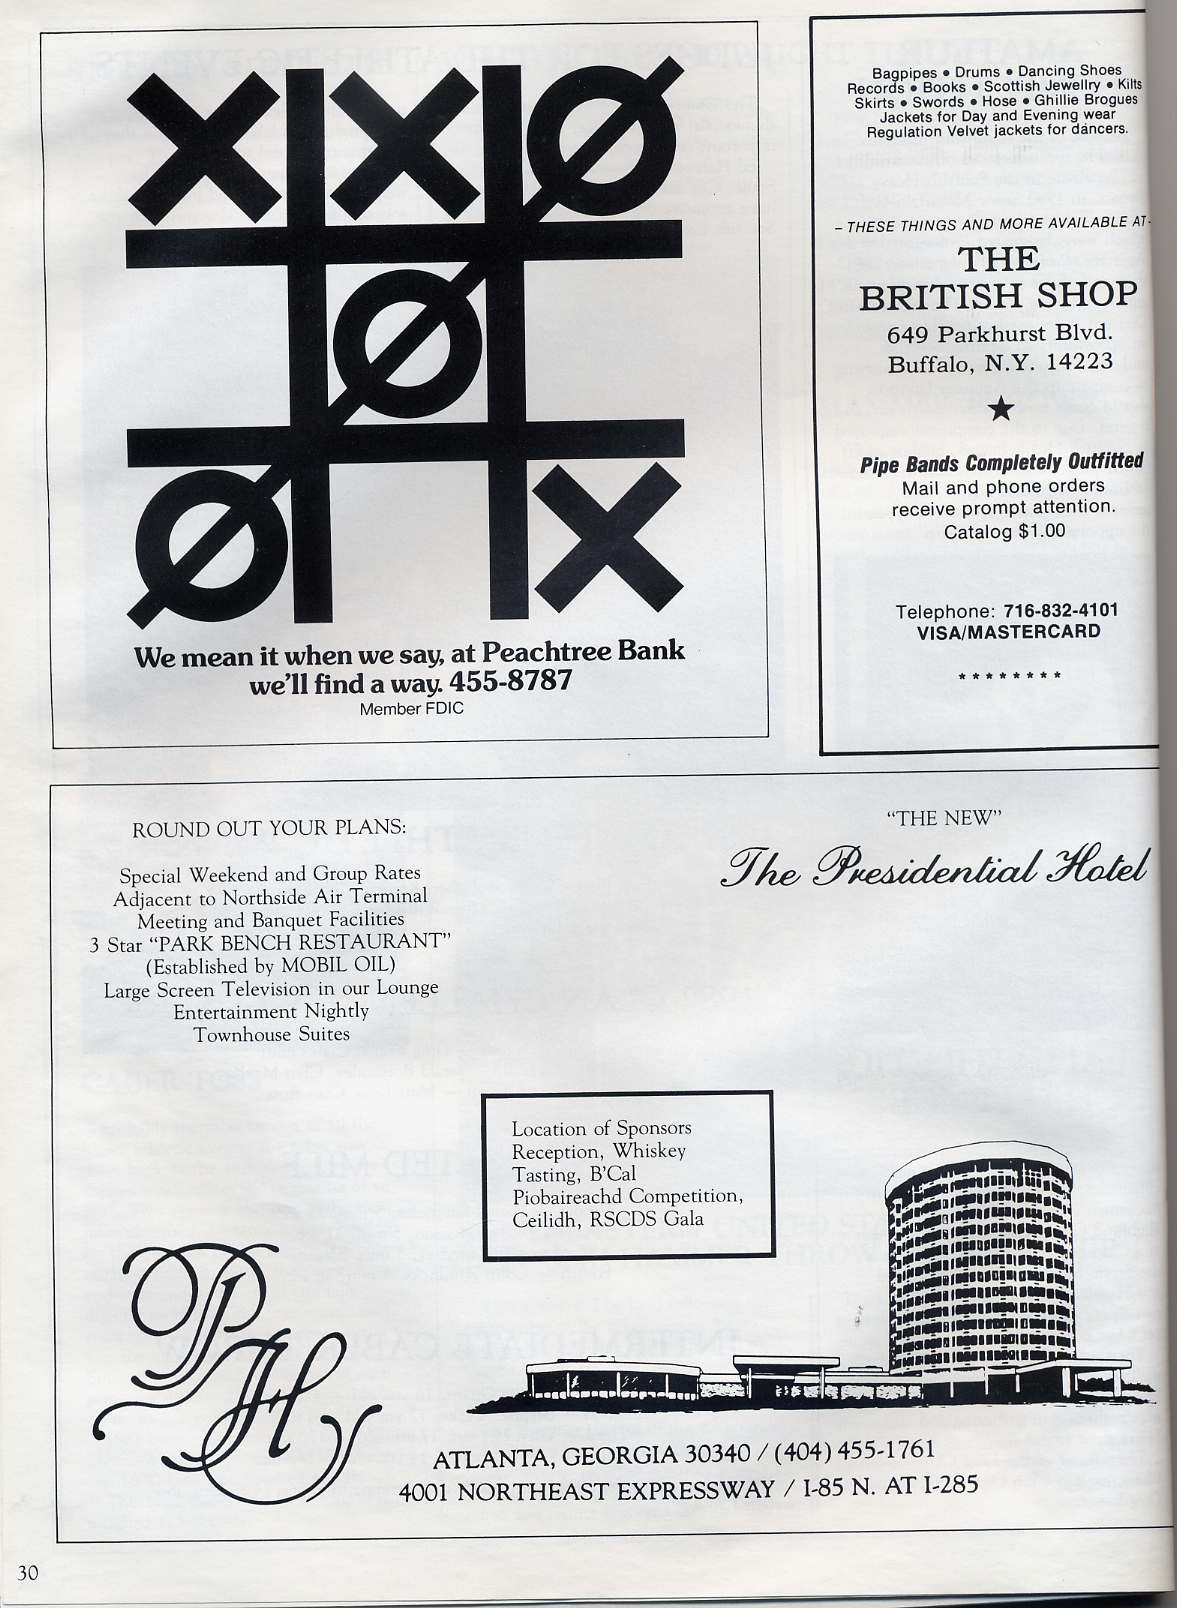 We mean it when we say, at Peachtree Bank
we'll find a way. 455-8787
Member FDIC
Bagpipes • Drums • Dancing Shoes
Records • Books • Scottish Jewellry • Kilts
Skirts • Swords • Hose • Ghillie Brogues
Jackets for Day and Evening wear
Regulation Velvet jackets for dancers.
– THESE THINGS AND MORE AVAILABLE AT-
THE
BRITISH SHOP
649 Parkhurst Blvd.
Buffalo, N.Y. 14223
Pipe Bands Completely Outfitted
Mail and phone orders
receive prompt attention.
Catalog $1.00
Telephone: 716-832-4101
VISA/MASTERCARD
* * * * * * * *
ROUND OUT YOUR PLANS:
Special Weekend and Group Rates
Adjacent to Northside Air Terminal
Meeting and Banquet Facilities
3 Star "PARK BENCH RESTAURANT"
(Established by MOBIL OIL)
Large Screen Television in our Lounge
Entertainment Nightly
Townhouse Suites
"THE NEW"
The Presidential Hotel
Location of Sponsors
Reception, Whiskey
Tasting, B'Cal
Piobaireachd Competition,
Ceilidh, RSCDS Gala
PH
ATLANTA, GEORGIA 30340 / (404) 455-1761
4001 NORTHEAST EXPRESSWAY / I-85 N. AT I-285
30